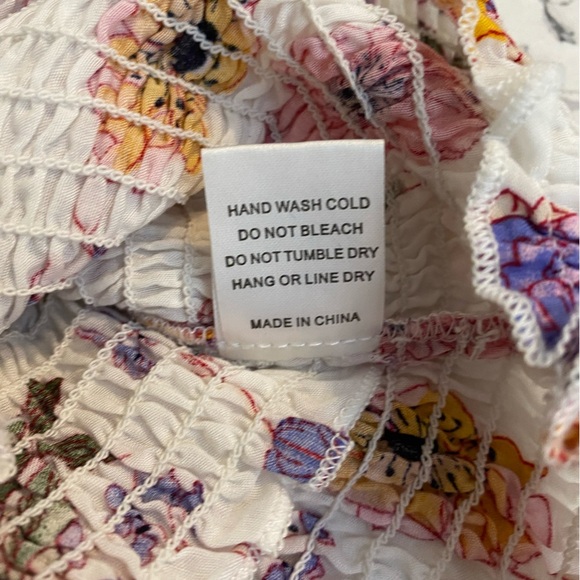 HAND WASH COLD
DO NOT BLEACH
DO NOT TUMBLE DRY
HANG OR LINE DRY
MADE IN CHINA